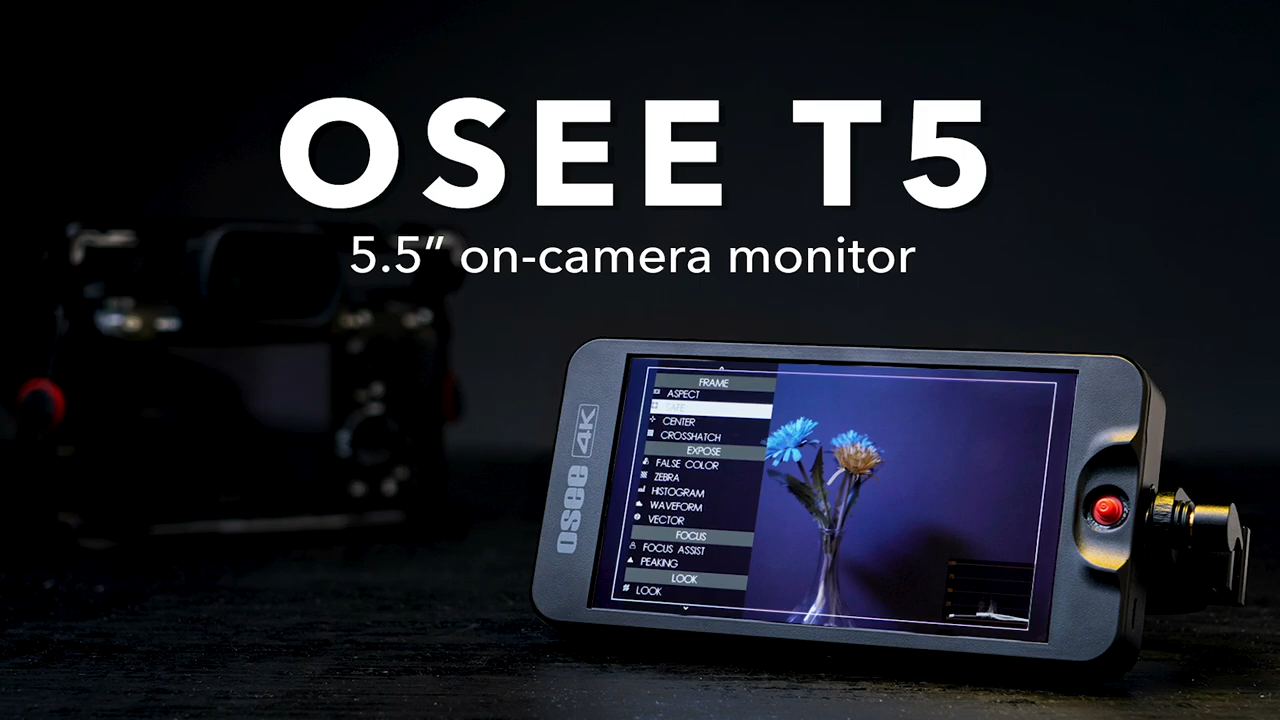 OSEE T5
5.5” on-camera monitor
osee 4K
FRAME
ASPECT
SAFE
CENTER
CROSSHATCH
EXPOSE
FALSE COLOR
ZEBRA
HISTOGRAM
WAVEFORM
VECTOR
FOCUS
FOCUS ASSIST
PEAKING
LOOK
LOOK